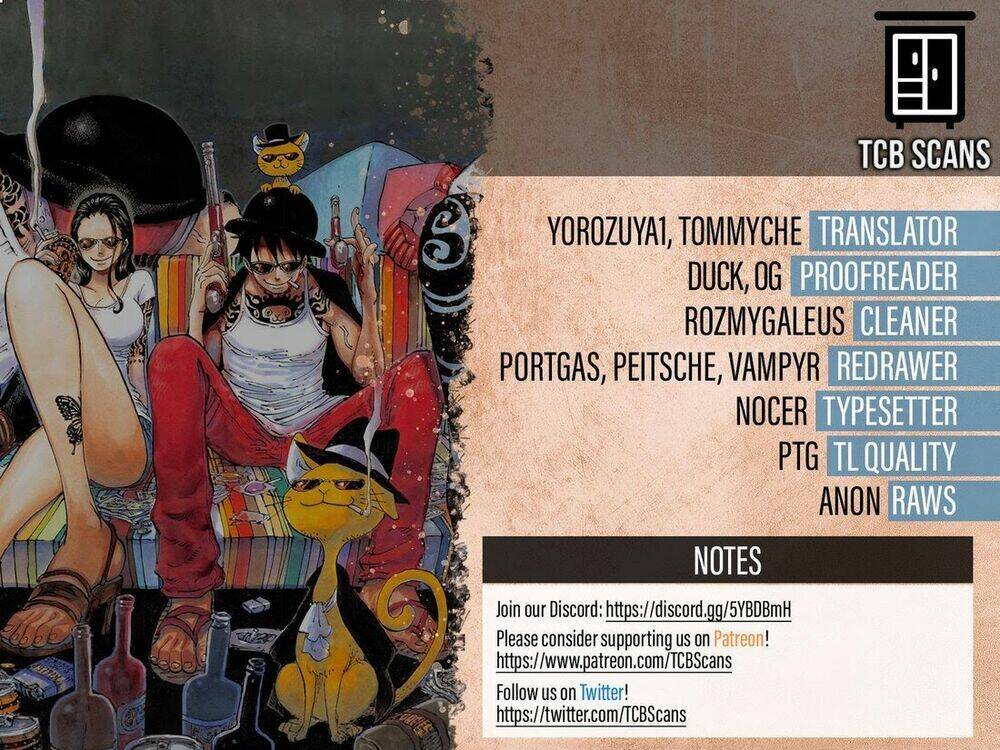 TCB SCANS
YOROZUYA1, TOMMYCHE TRANSLATOR
DUCK, OG PROOFREADER
ROZMYGALEUS CLEANER
PORTGAS, PEITSCHE, VAMPYR REDRAWER
NOCER TYPESETTER
PTG TL QUALITY
ANON RAWS
NOTES
Join our Discord: https://discord.gg/5YBDBmH
Please consider supporting us on Patreon!
https://www.patreon.com/TCBScans
Follow us on Twitter!
https://twitter.com/TCBScans